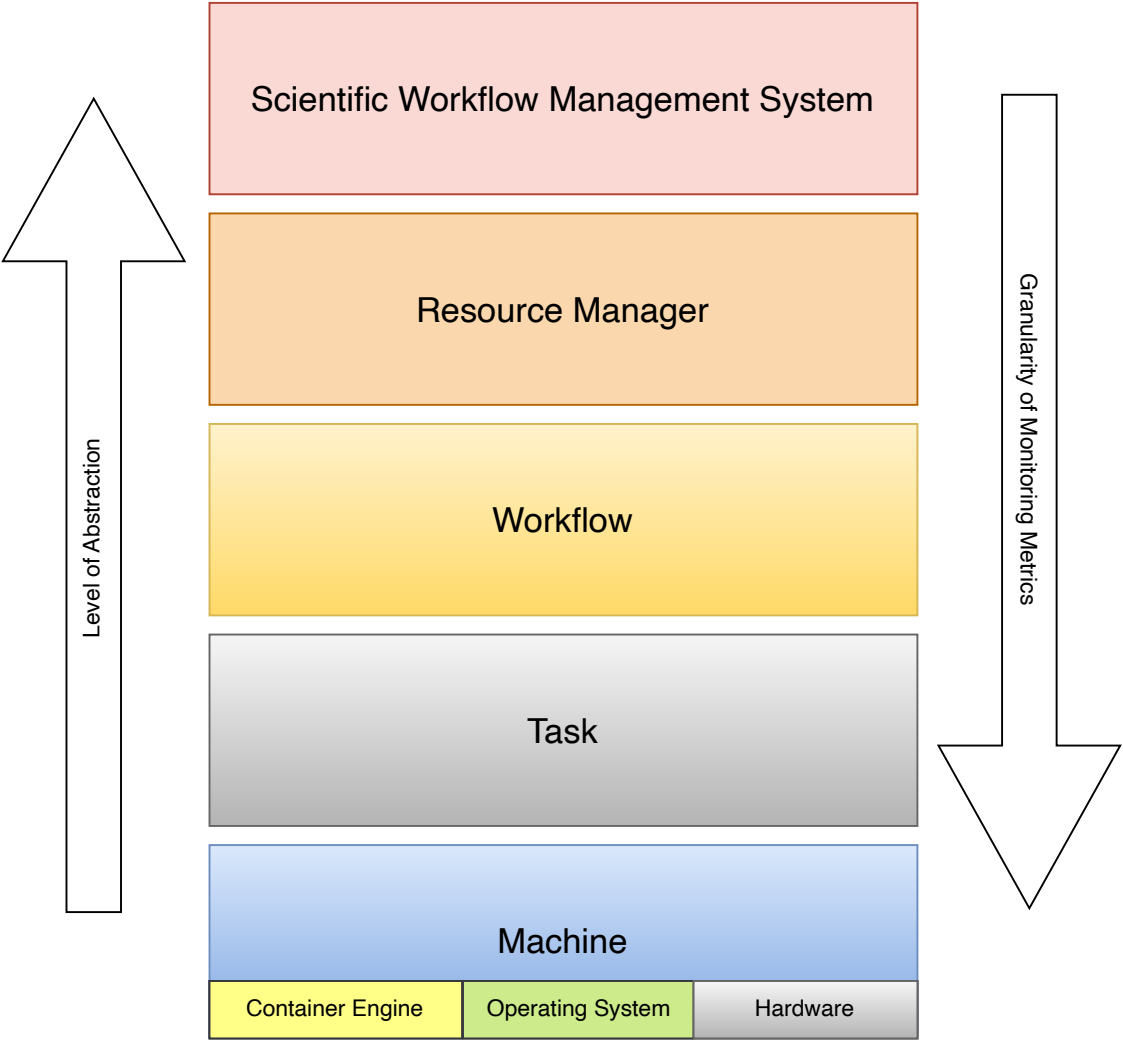 Scientific Workflow Management System
Resource Manager
Workflow
Task
Machine
Container Engine
Operating System
Hardware
Level of Abstraction
Granularity of Monitoring Metrics